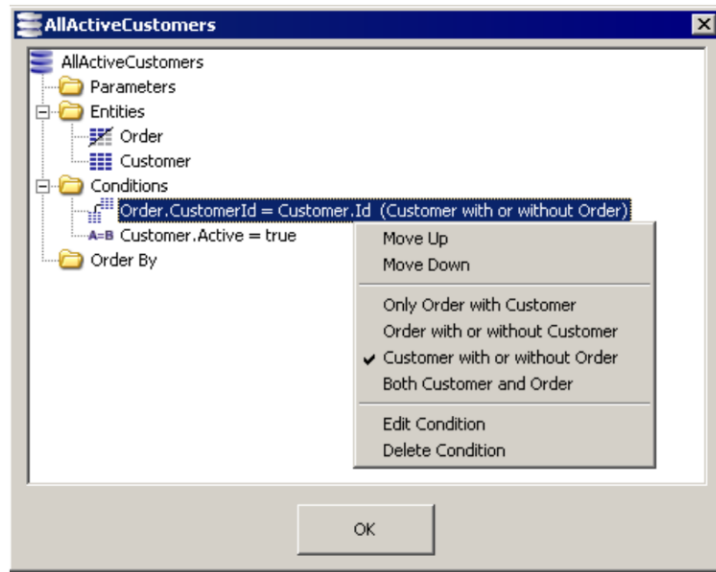 AllActiveCustomers
AllActiveCustomers
Parameters
Entities
Order
Customer
Conditions
Order.CustomerId = Customer.Id (Customer with or without Order)
A=B Customer.Active = true
Order By
Move Up
Move Down
Only Order with Customer
Order with or without Customer
Customer with or without Order
Both Customer and Order
Edit Condition
Delete Condition
OK